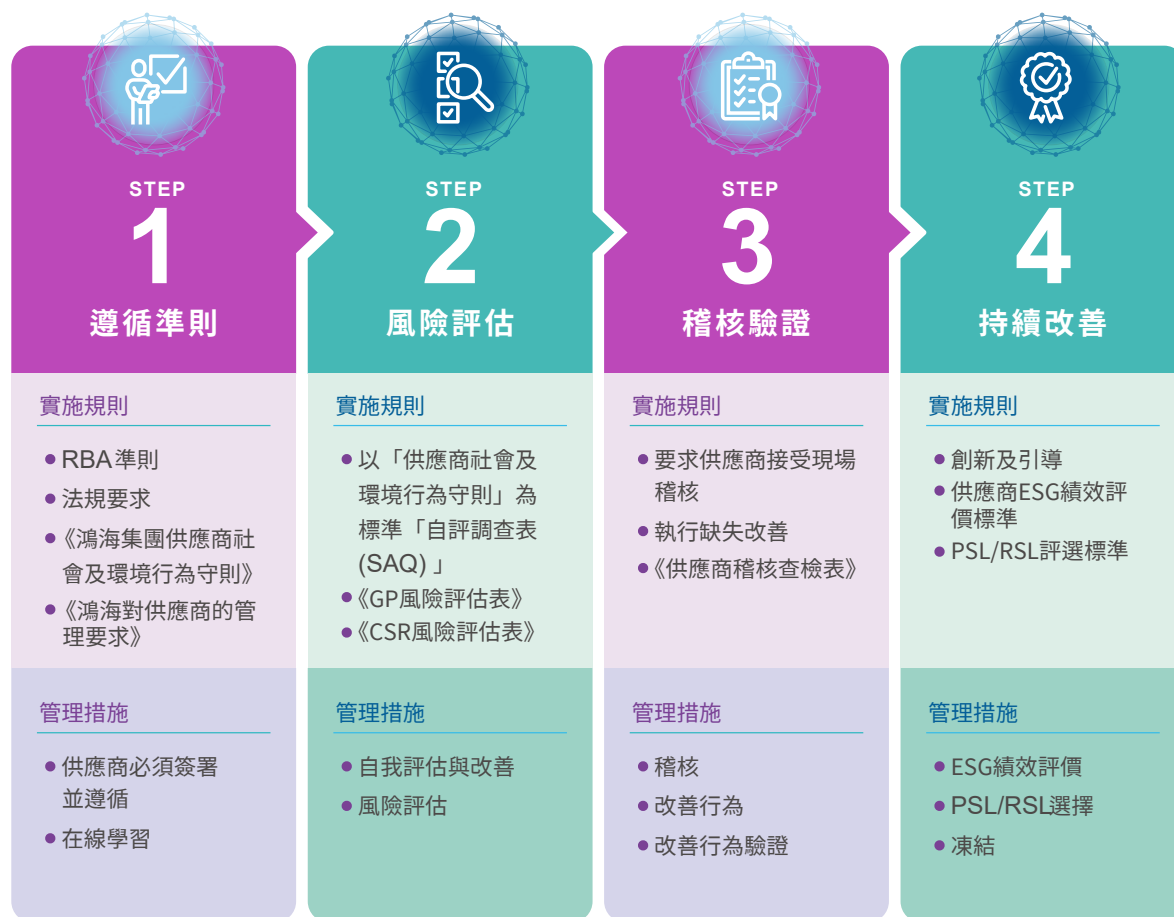 STEP
1
遵循準則
實施規則
RBA準則
法規要求
《鴻海集團供應商社
會及環境行為守則》
《鴻海對供應商的管
理要求》
管理措施
供應商必須簽署
並遵循
在線學習
STEP
2
風險評估
實施規則
以「供應商社會及
環境行為守則」為
標準「自評調查表
(SAQ) 」
《GP風險評估表》
《CSR風險評估表》
管理措施
自我評估與改善
風險評估
STEP
3
稽核驗證
實施規則
要求供應商接受現場
稽核
執行缺失改善
《供應商稽核查檢表》
管理措施
稽核
改善行為
改善行為驗證
STEP
4
持續改善
實施規則
創新及引導
供應商ESG績效評
價標準
PSL/RSL評選標準
管理措施
ESG績效評價
PSL/RSL選擇
凍結